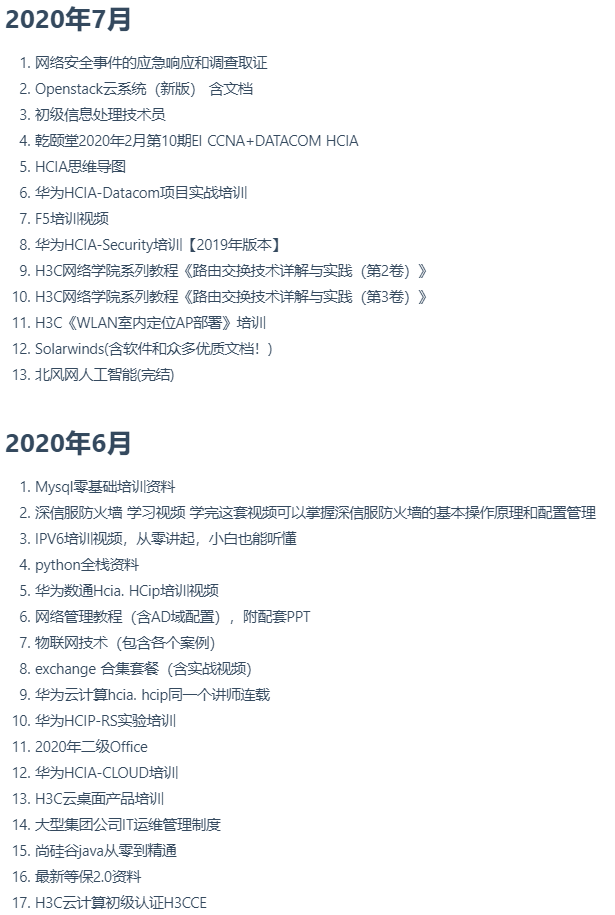 2020年7月
1. 网络安全事件的应急响应和调查取证
2. Openstack云系统（新版） 含文档
3. 初级信息处理技术员
4. 乾颐堂2020年2月第10期EI CCNA+DATACOM HCIA
5. HCIA思维导图
6. 华为HCIA-Datacom项目实战培训
7. F5培训视频
8. 华为HCIA-Security培训【2019年版本】
9. H3C网络学院系列教程《路由交换技术详解与实践（第2卷）》
10. H3C网络学院系列教程《路由交换技术详解与实践（第3卷）》
11. H3C《WLAN室内定位AP部署》培训
12. Solarwinds(含软件和众多优质文档！)
13. 北风网人工智能(完结)
2020年6月
1. Mysql零基础培训资料
2. 深信服防火墙 学习视频 学完这套视频可以掌握深信服防火墙的基本操作原理和配置管理
3. IPV6培训视频，从零讲起，小白也能听懂
4. python全栈资料
5. 华为数通Hcia. HCip培训视频
6. 网络管理教程（含AD域配置），附配套PPT
7. 物联网技术（包含各个案例）
8. exchange 合集套餐（含实战视频）
9. 华为云计算hcia. hcip同一个讲师连载
10. 华为HCIP-RS实验培训
11. 2020年二级Office
12. 华为HCIA-CLOUD培训
13. H3C云桌面产品培训
14. 大型集团公司IT运维管理制度
15. 尚硅谷java从零到精通
16. 最新等保2.0资料
17. H3C云计算初级认证H3CCE